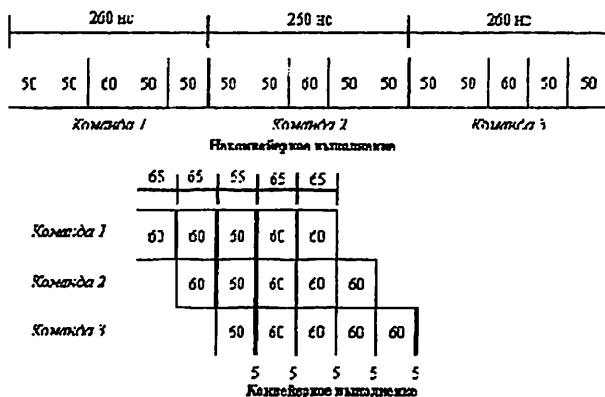 260 нс 250 нс 260 нс
50 50 60 50 50 50 50 60 50 50 50 50 60 50 50
Команда 1 Команда 2 Команда 3
Неконвейерное выполнение
65 65 55 65 65
Команда 1 60 60 50 60 60
Команда 2 60 50 60 60 60
Команда 3 50 60 60 60 60
5 5 5 5 5
Конвейерное выполнение